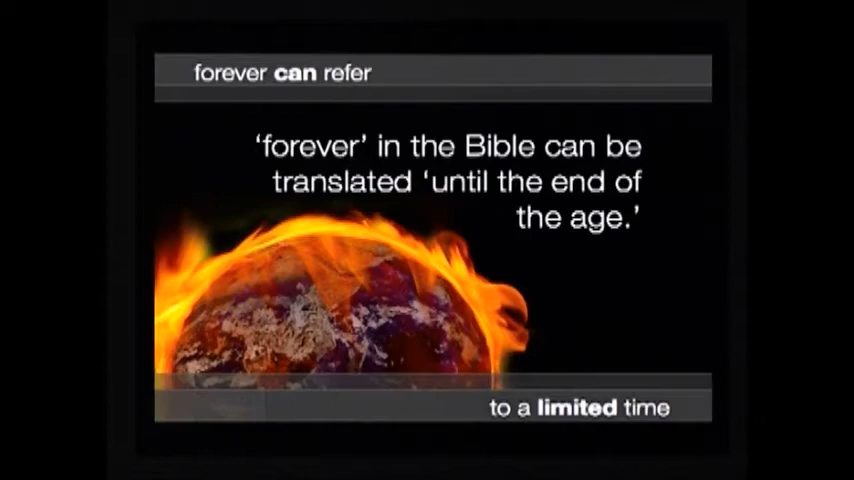 forever can refer
‘forever’ in the Bible can be
translated ‘until the end of
the age.’
to a limited time